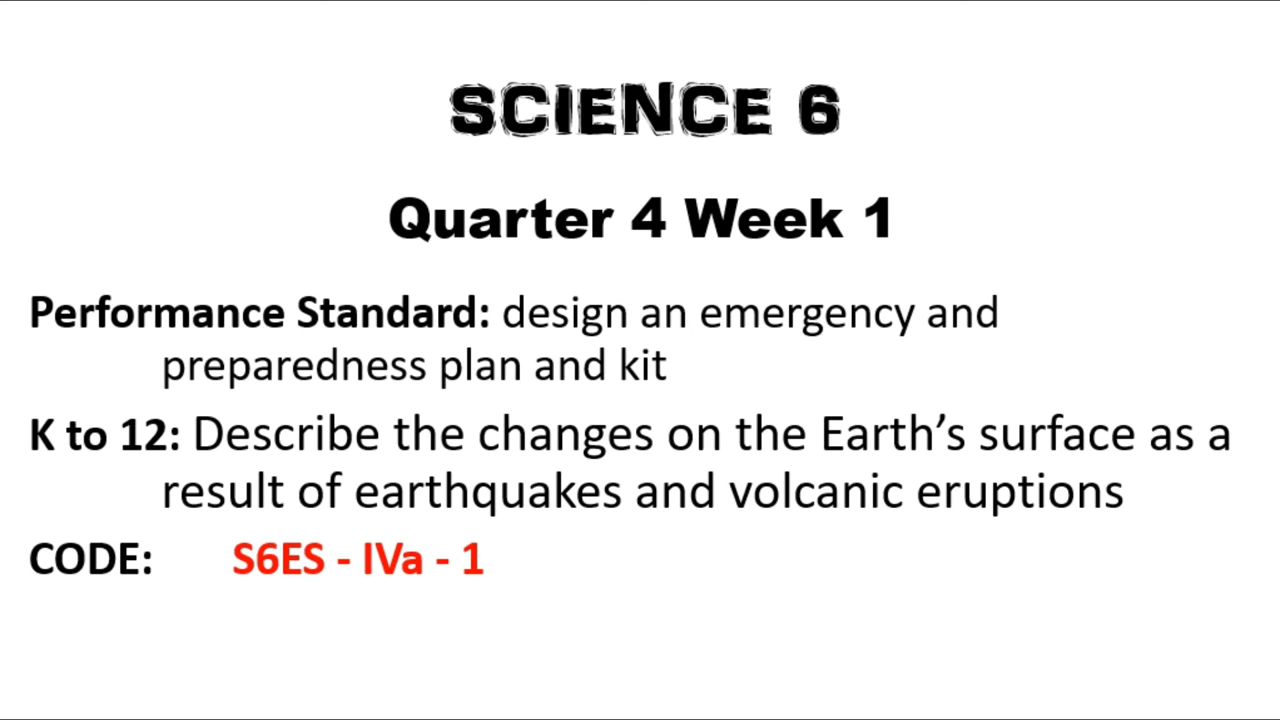 SCIENCE 6
Quarter 4 Week 1
Performance Standard: design an emergency and
preparedness plan and kit
K to 12: Describe the changes on the Earth’s surface as a
result of earthquakes and volcanic eruptions
CODE: S6ES - IVa - 1